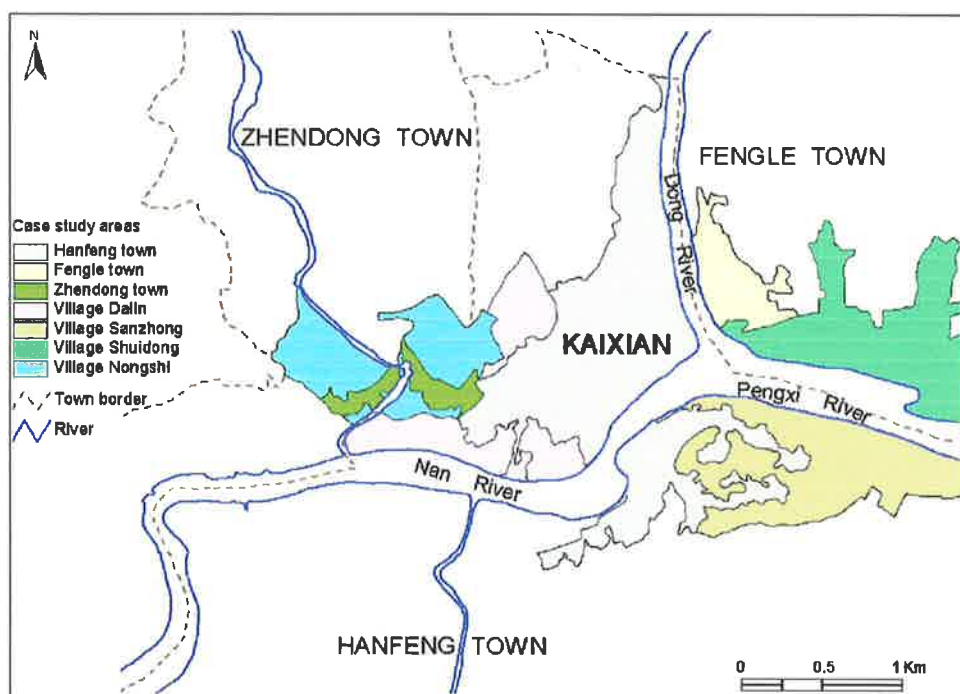 N
ZHENDONG TOWN
FENGLE TOWN
Dong River
Case study areas
Hanfeng town
Fengle town
Zhendong town
Village Dalin
Village Sanzhong
Village Shuidong
Village Nongshi
Town border
River
KAIXIAN
Pengxi River
Nan River
HANFENG TOWN
0 0.5 1 Km